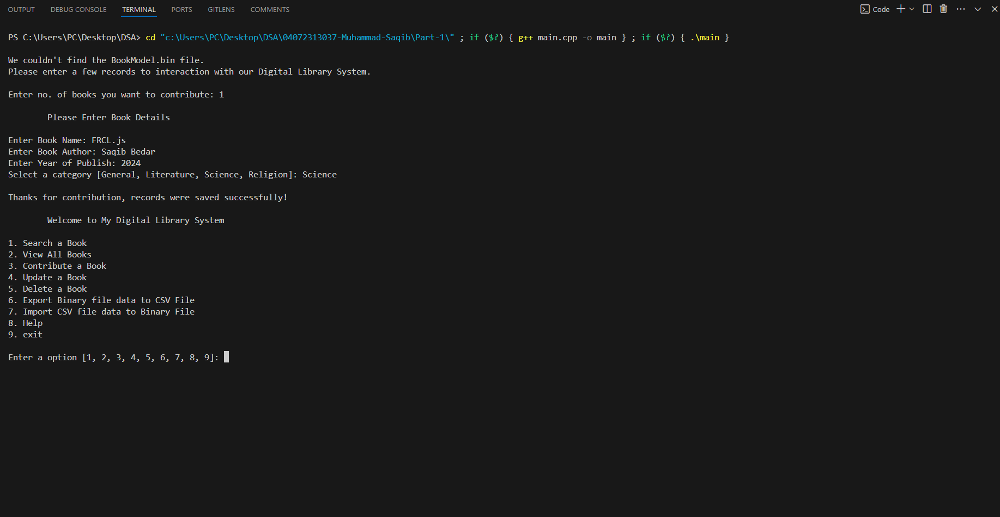 OUTPUT DEBUG CONSOLE TERMINAL PORTS GITLENS COMMENTS Code
PS C:\Users\PC\Desktop\DSA> cd "c:\Users\PC\Desktop\DSA\04072313037-Muhammad-Saqib\Part-1\" ; if ($?) { g++ main.cpp -o main } ; if ($?) { .\main }
We couldn't find the BookModel.bin file.
Please enter a few records to interaction with our Digital Library System.
Enter no. of books you want to contribute: 1
Please Enter Book Details
Enter Book Name: FRCL.js
Enter Book Author: Saqib Bedar
Enter Year of Publish: 2024
Select a category [General, Literature, Science, Religion]: Science
Thanks for contribution, records were saved successfully!
Welcome to My Digital Library System
1. Search a Book
2. View All Books
3. Contribute a Book
4. Update a Book
5. Delete a Book
6. Export Binary file data to CSV File
7. Import CSV file data to Binary File
8. Help
9. exit
Enter a option [1, 2, 3, 4, 5, 6, 7, 8, 9]: